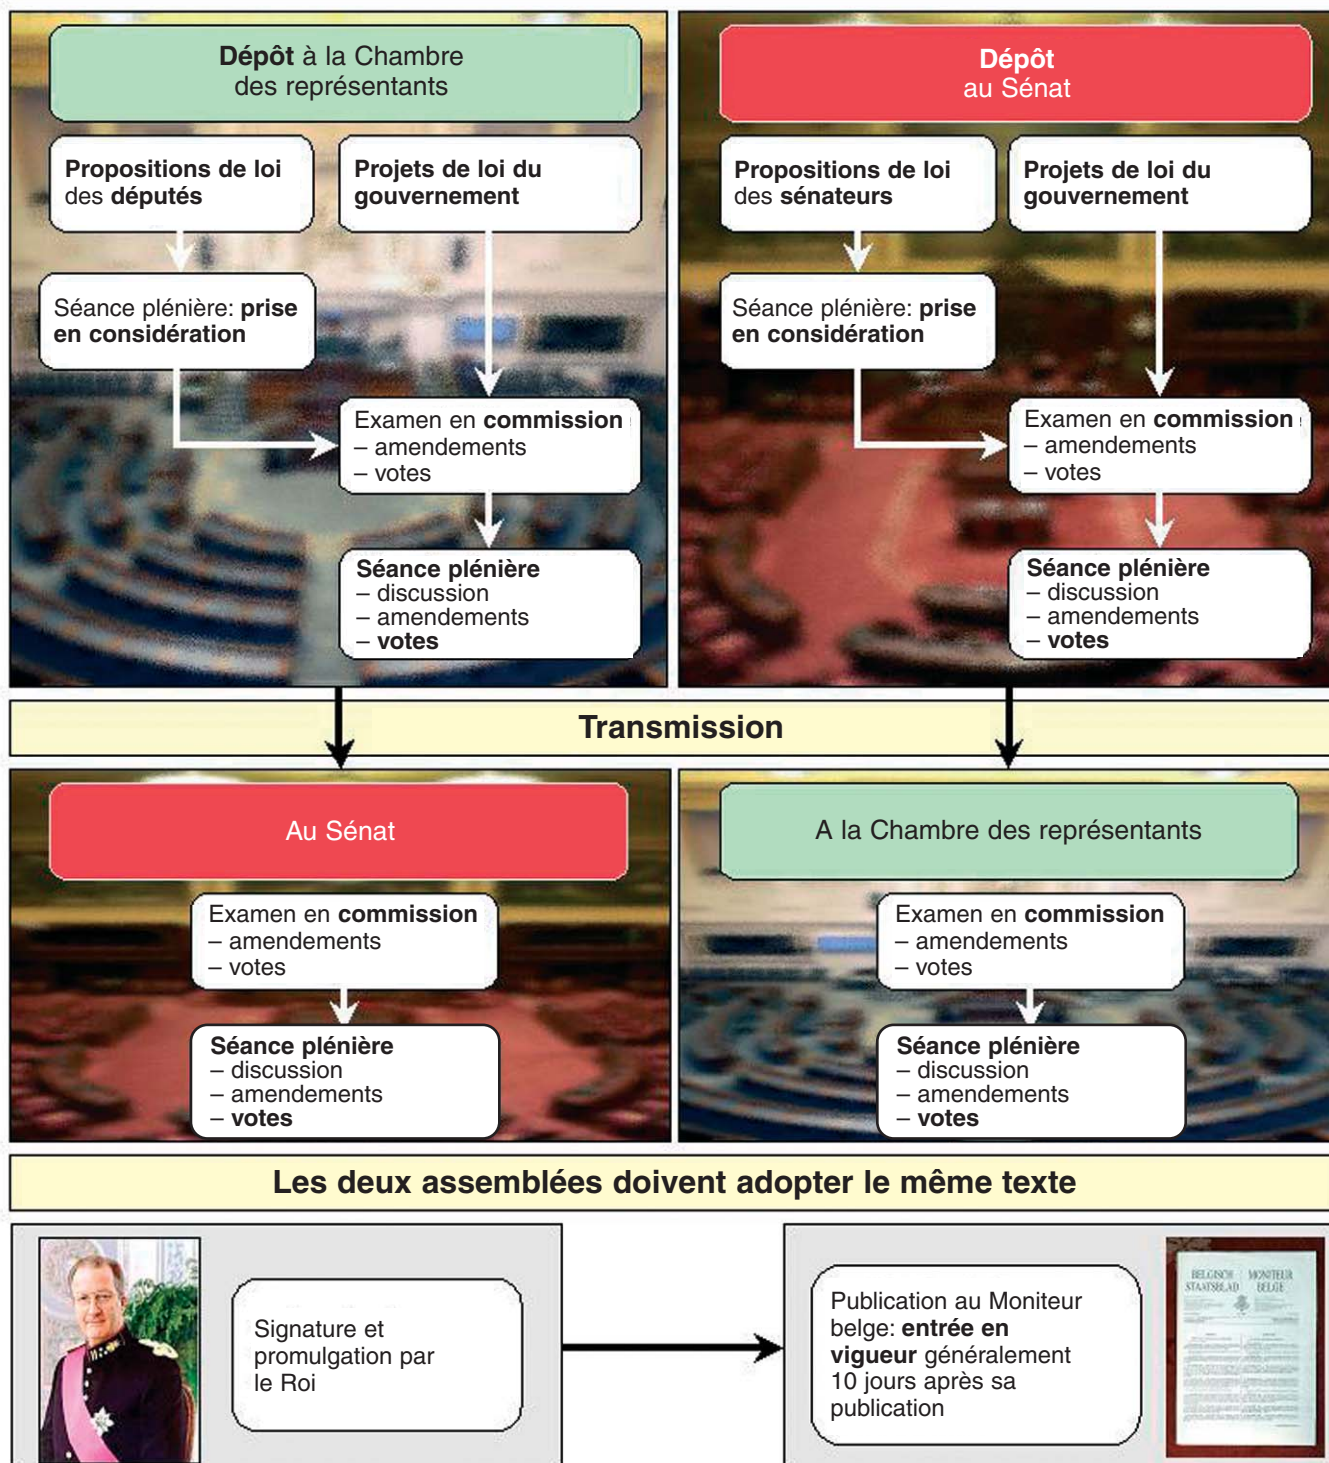 Dépôt à la Chambre
des représentants
Propositions de loi
des députés
Projets de loi du
gouvernement
Séance plénière: prise
en considération
Examen en commission
– amendements
– votes
Séance plénière
– discussion
– amendements
– votes
Dépôt
au Sénat
Propositions de loi
des sénateurs
Projets de loi du
gouvernement
Séance plénière: prise
en considération
Examen en commission
– amendements
– votes
Séance plénière
– discussion
– amendements
– votes
Transmission
Au Sénat
Examen en commission
– amendements
– votes
Séance plénière
– discussion
– amendements
– votes
A la Chambre des représentants
Examen en commission
– amendements
– votes
Séance plénière
– discussion
– amendements
– votes
Les deux assemblées doivent adopter le même texte
Signature et
promulgation par
le Roi
Publication au Moniteur
belge: entrée en
vigueur généralement
10 jours après sa
publication
BELGISCH
STAATSBLAD
MONITEUR
BELGE